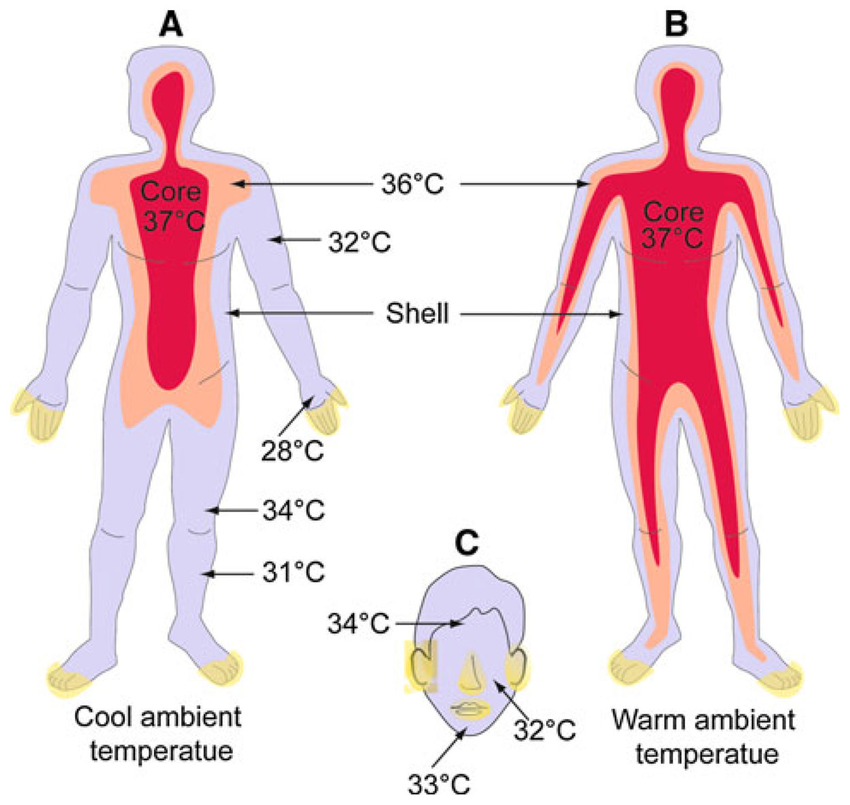 A
B
Core
37°C
36°C
Core
37°C
32°C
Shell
28°C
34°C
31°C
C
34°C
32°C
33°C
Cool ambient
temperatue
Warm ambient
temperatue